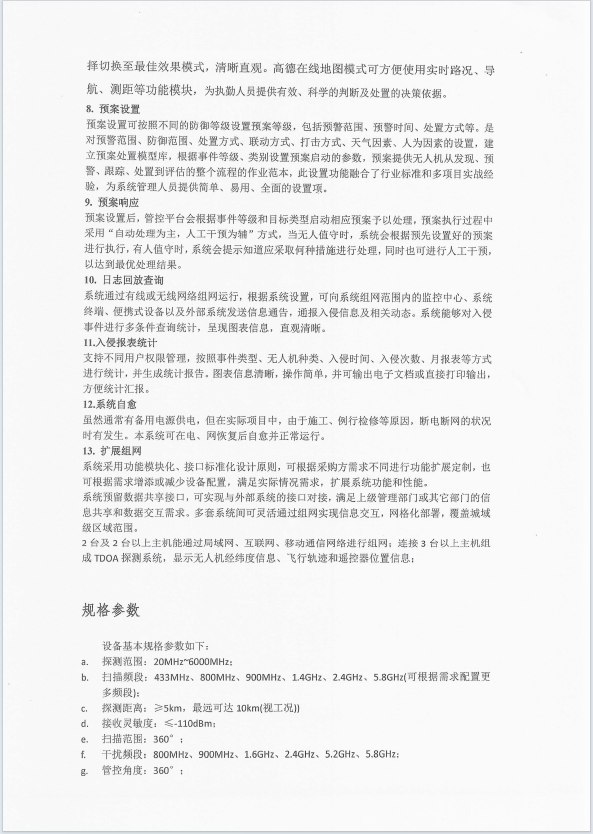 择切换至最佳效果模式，清晰直观。高德在线地图模式可方便使用实时路况、导
航、测距等功能模块，为执勤人员提供有效、科学的判断及处置的决策依据。
8. 预案设置
预案设置可按照不同的防御等级设置预案等级，包括预警范围、预警时间、处置方式等。是
对预警范围、防御范围、处置方式、联动方式、打击方式、天气因素、人为因素的设置，建
立预案处置模型库，根据事件等级、类别设置预案启动的参数，预案提供无人机从发现、预
警、跟踪、处置到评估的整个流程的作业范本，此设置功能融合了行业标准和多项目实战经
验，为系统管理人员提供简单、易用、全面的设置项。
9. 预案响应
预案设置后，管控平台会根据事件等级和目标类型启动相应预案予以处理，预案执行过程中
采用“自动处理为主，人工干预为辅”方式，当无人值守时，系统会根据预先设置好的预案
进行执行，有人值守时，系统会提示知道应采取何种措施进行处理，同时也可进行人工干预，
以达到最优处理结果。
10. 日志回放查询
系统通过有线或无线网络组网运行，根据系统设置，可向系统组网范围内的监控中心、系统
终端、便携式设备以及外部系统发送信息通告，通报入侵信息及相关动态。系统能够对入侵
事件进行多条件查询统计，呈现图表信息，直观清晰。
11.入侵报表统计
支持不同用户权限管理，按照事件类型、无人机种类、入侵时间、入侵次数、月报表等方式
进行统计，并生成统计报告。图表信息清晰，操作简单，并可输出电子文档或直接打印输出，
方便统计汇报。
12.系统自愈
虽然通常有备用电源供电，但在实际项目中，由于施工、例行检修等原因，断电断网的状况
时有发生。本系统可在电、网恢复后自愈并正常运行。
13. 扩展组网
系统采用功能模块化、接口标准化设计原则，可根据采购方需求不同进行功能扩展定制，也
可根据需求增添或减少设备配置，满足实际情况需求，扩展系统功能和性能。
系统预留数据共享接口，可实现与外部系统的接口对接，满足上级管理部门或其它部门的信
息共享和数据交互需求。多套系统间可灵活通过组网实现信息交互，网格化部署，覆盖城域
级区域范围。
2 台及 2 台以上主机能通过局域网、互联网、移动通信网络进行组网；连接 3 台以上主机组
成 TDOA 探测系统，显示无人机经纬度信息、飞行轨迹和遥控器位置信息；
规格参数
设备基本规格参数如下：
a. 探测范围：20MHz~6000MHz；
b. 扫描频段：433MHz、800MHz、900MHz、1.4GHz、2.4GHz、5.8GHz(可根据需求配置更
多频段)；
c. 探测距离：≥5km，最远可达 10km(视工况))
d. 接收灵敏度：≤-110dBm；
e. 扫描范围：360°；
f. 干扰频段：800MHz、900MHz、1.6GHz、2.4GHz、5.2GHz、5.8GHz；
g. 管控角度：360°；